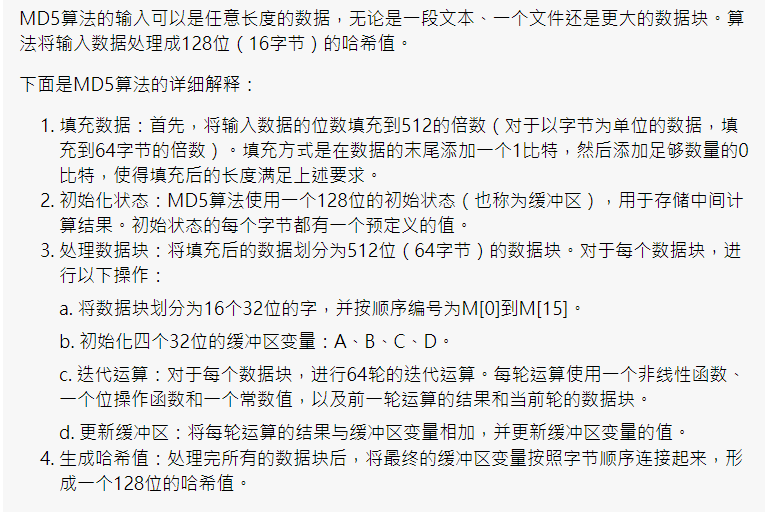 MD5算法的输入可以是任意长度的数据，无论是一段文本、一个文件还是更大的数据块。算
法将输入数据处理成128位（16字节）的哈希值。
下面是MD5算法的详细解释：
1. 填充数据：首先，将输入数据的位数填充到512的倍数（对于以字节为单位的数据，填
充到64字节的倍数）。填充方式是在数据的末尾添加一个1比特，然后添加足够数量的0
比特，使得填充后的长度满足上述要求。
2. 初始化状态：MD5算法使用一个128位的初始状态（也称为缓冲区），用于存储中间计
算结果。初始状态的每个字节都有一个预定义的值。
3. 处理数据块：将填充后的数据划分为512位（64字节）的数据块。对于每个数据块，进
行以下操作：
a. 将数据块划分为16个32位的字，并按顺序编号为M[0]到M[15]。
b. 初始化四个32位的缓冲区变量：A、B、C、D。
c. 迭代运算：对于每个数据块，进行64轮的迭代运算。每轮运算使用一个非线性函数、
一个位操作函数和一个常数值，以及前一轮运算的结果和当前轮的数据块。
d. 更新缓冲区：将每轮运算的结果与缓冲区变量相加，并更新缓冲区变量的值。
4. 生成哈希值：处理完所有的数据块后，将最终的缓冲区变量按照字节顺序连接起来，形
成一个128位的哈希值。